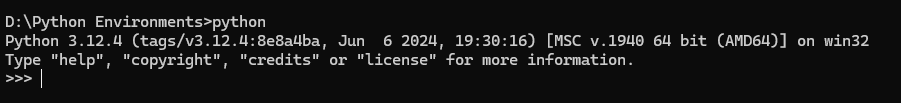 D:\Python Environments>python
Python 3.12.4 (tags/v3.12.4:8e8a4ba, Jun  6 2024, 19:30:16) [MSC v.1940 64 bit (AMD64)] on win32
Type "help", "copyright", "credits" or "license" for more information.
>>>